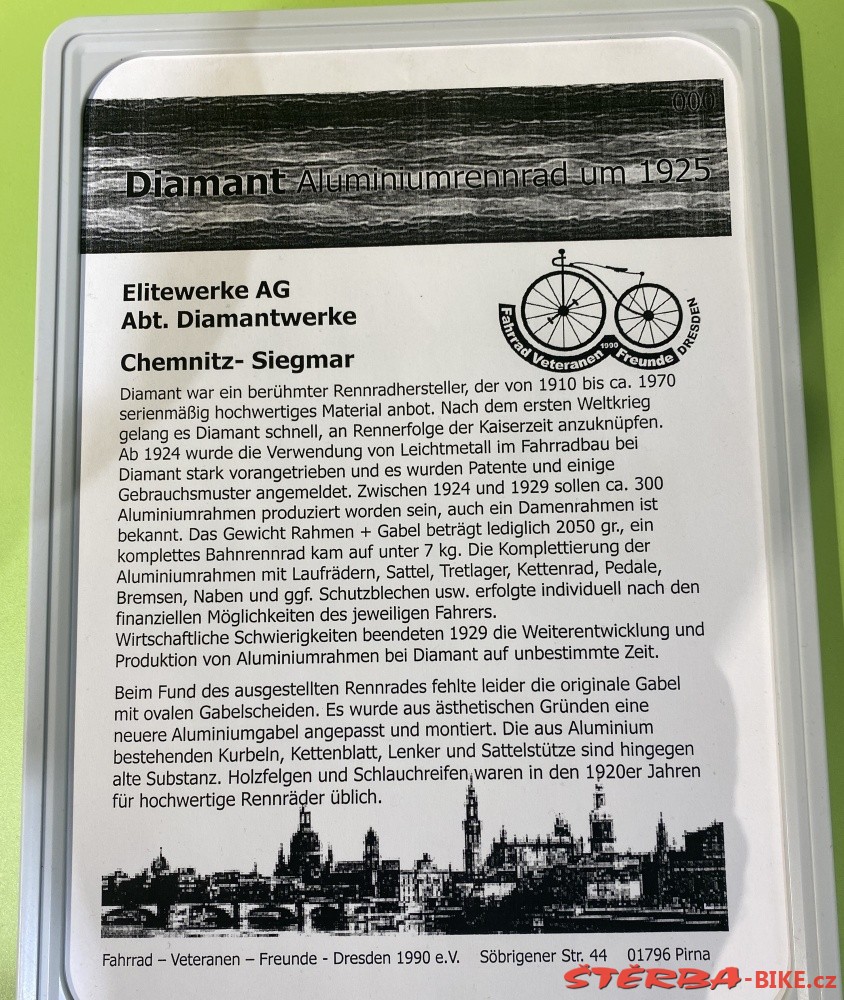 000
Diamant Aluminiumrennrad um 1925
Elitewerke AG
Abt. Diamantwerke
Chemnitz- Siegmar
Fahrrad Veteranen 1990 Freunde DRESDEN
Diamant war ein berühmter Rennradhersteller, der von 1910 bis ca. 1970
serienmäßig hochwertiges Material anbot. Nach dem ersten Weltkrieg
gelang es Diamant schnell, an Rennerfolge der Kaiserzeit anzuknüpfen.
Ab 1924 wurde die Verwendung von Leichtmetall im Fahrradbau bei
Diamant stark vorangetrieben und es wurden Patente und einige
Gebrauchsmuster angemeldet. Zwischen 1924 und 1929 sollen ca. 300
Aluminiumrahmen produziert worden sein, auch ein Damenrahmen ist
bekannt. Das Gewicht Rahmen + Gabel beträgt lediglich 2050 gr., ein
komplettes Bahnrennrad kam auf unter 7 kg. Die Komplettierung der
Aluminiumrahmen mit Laufrädern, Sattel, Tretlager, Kettenrad, Pedale,
Bremsen, Naben und ggf. Schutzblechen usw. erfolgte individuell nach den
finanziellen Möglichkeiten des jeweiligen Fahrers.
Wirtschaftliche Schwierigkeiten beendeten 1929 die Weiterentwicklung und
Produktion von Aluminiumrahmen bei Diamant auf unbestimmte Zeit.
Beim Fund des ausgestellten Rennrades fehlte leider die originale Gabel
mit ovalen Gabelscheiden. Es wurde aus ästhetischen Gründen eine
neuere Aluminiumgabel angepasst und montiert. Die aus Aluminium
bestehenden Kurbeln, Kettenblatt, Lenker und Sattelstütze sind hingegen
alte Substanz. Holzfelgen und Schlauchreifen waren in den 1920er Jahren
für hochwertige Rennräder üblich.
Fahrrad – Veteranen – Freunde - Dresden 1990 e.V. Söbrigener Str. 44 01796 Pirna
ŠTĚRBA-BIKE.cz